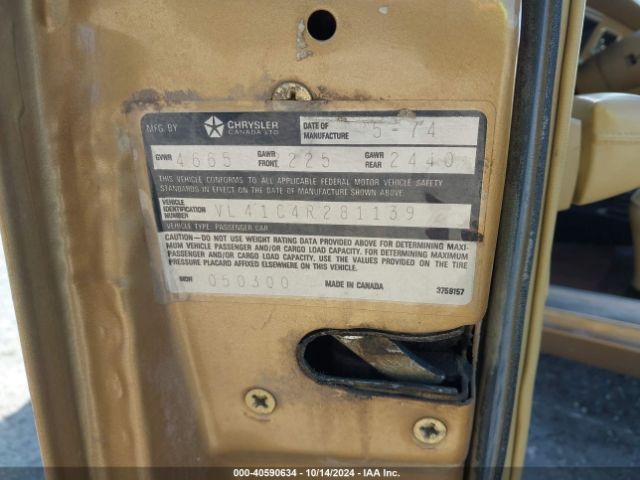 MFG. BY CHRYSLER CANADA LTD DATE OF MANUFACTURE 5-74
GVWR 4665 GAWR FRONT 225 GAWR REAR 2440
THIS VEHICLE CONFORMS TO ALL APPLICABLE FEDERAL MOTOR VEHICLE SAFETY
STANDARDS IN EFFECT ON THE DATE OF MANUFACTURE SHOWN ABOVE.
VEHICLE IDENTIFICATION NUMBER VL41C4R281139
VEHICLE TYPE: PASSENGER CAR
CAUTION—DO NOT USE WEIGHT RATING DATA PROVIDED ABOVE FOR DETERMINING MAXI-
MUM VEHICLE PASSENGER AND/OR CARGO LOAD CAPACITY. FOR DETERMINING MAXIMUM
PASSENGER AND/OR CARGO LOAD CAPACITY, USE THE VALUES PROVIDED ON THE TIRE
PRESSURE PLACARD AFFIXED ELSEWHERE ON THIS VEHICLE.
MDH 050300 MADE IN CANADA 3759157
000-40590634 - 10/14/2024 - IAA Inc.